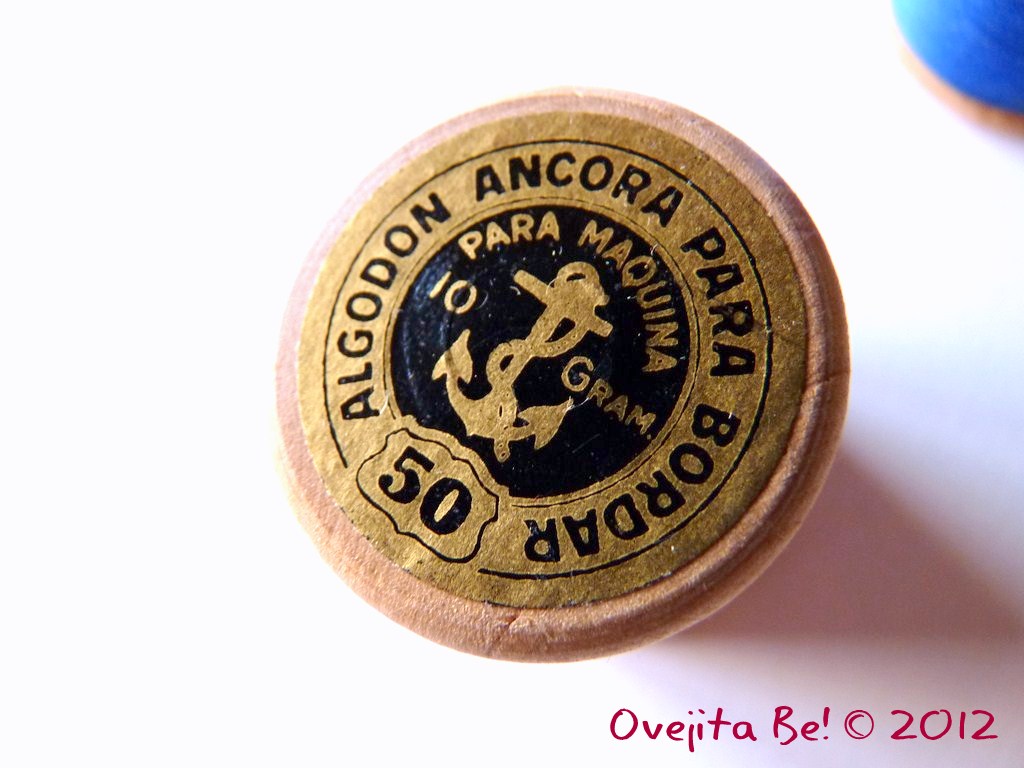 ALGODON ANCORA PARA BORDAR
PARA MAQUINA
10 GRAM.
50
Ovejita Be! © 2012